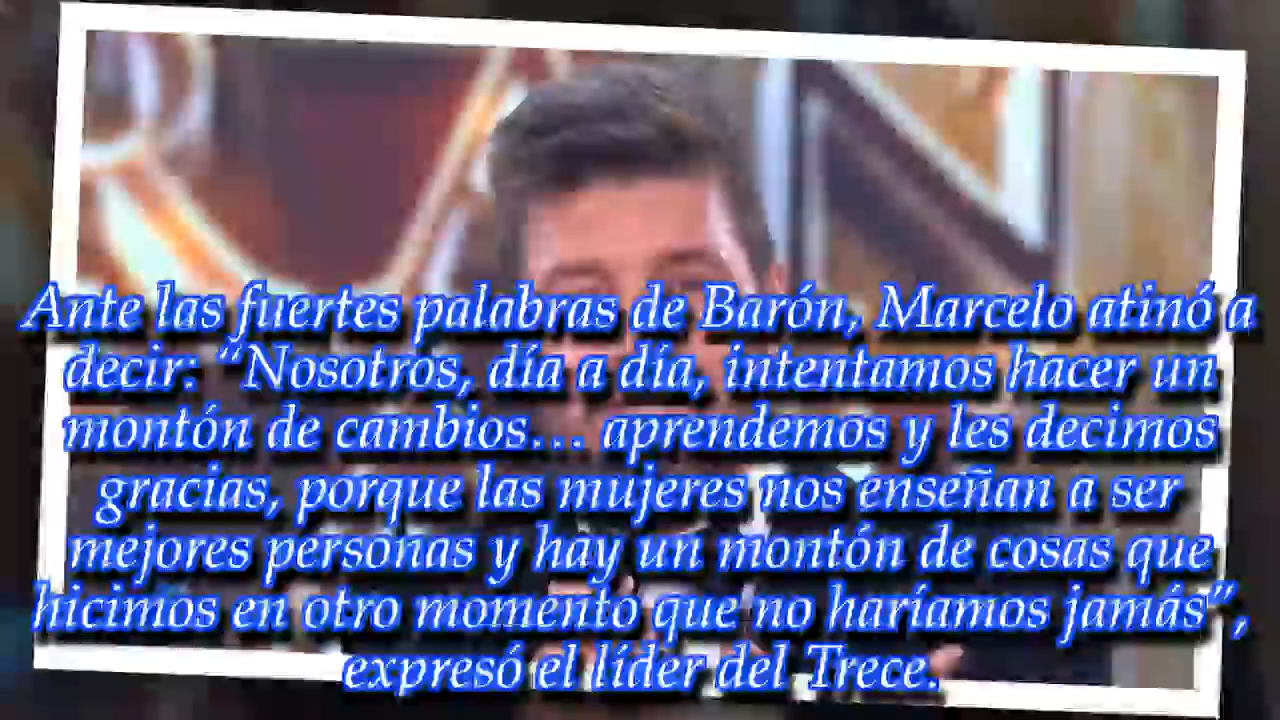 Ante las fuertes palabras de Barón, Marcelo atinó a
decir: “Nosotros, día a día, intentamos hacer un
montón de cambios… aprendemos y les decimos
gracias, porque las mujeres nos enseñan a ser
mejores personas y hay un montón de cosas que
hicimos en otro momento que no haríamos jamás”,
expresó el líder del Trece.